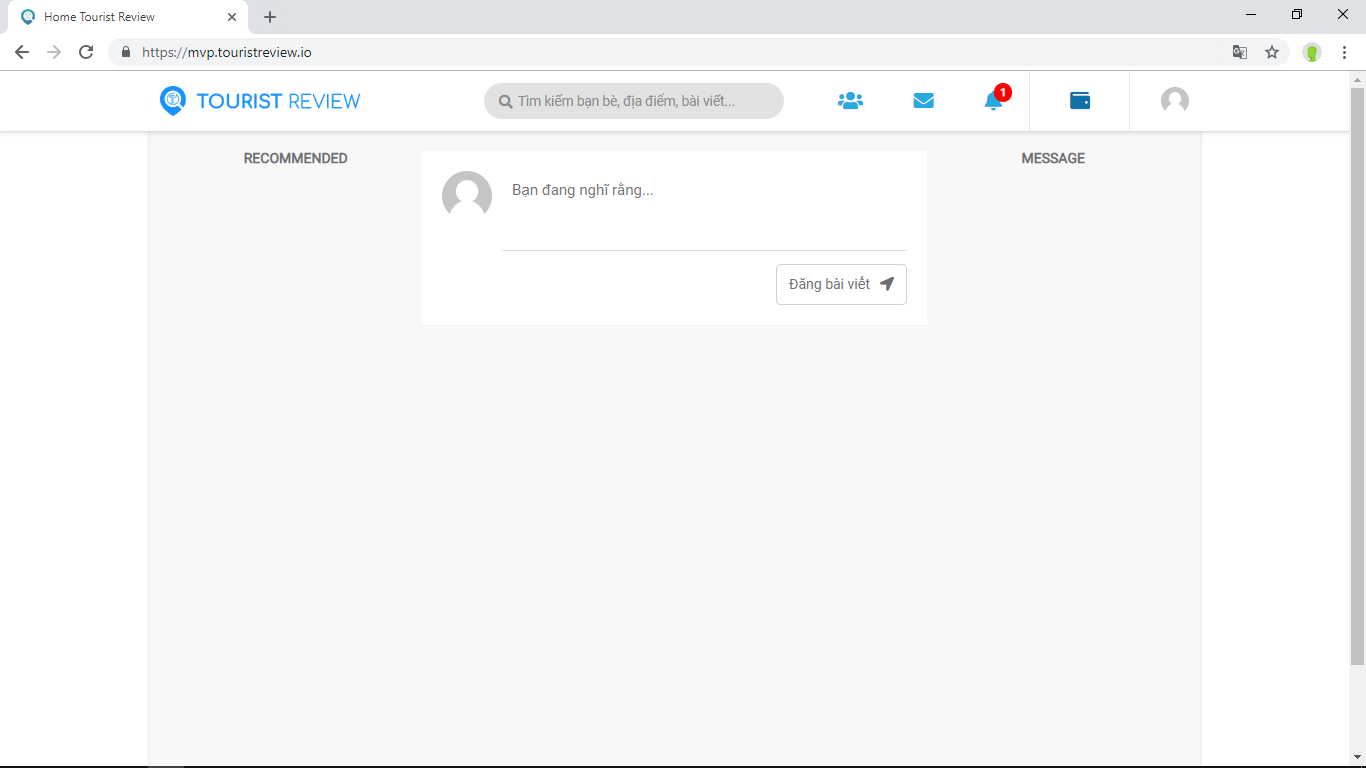 Home Tourist Review
https://mvp.touristreview.io
TOURIST REVIEW
Tìm kiếm bạn bè, địa điểm, bài viết...
1
RECOMMENDED
Bạn đang nghĩ rằng...
Đăng bài viết
MESSAGE